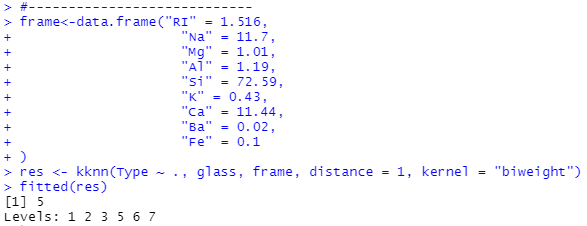 > #----------------------------
> frame<-data.frame("RI" = 1.516,
+ "Na" = 11.7,
+ "Mg" = 1.01,
+ "Al" = 1.19,
+ "Si" = 72.59,
+ "K" = 0.43,
+ "Ca" = 11.44,
+ "Ba" = 0.02,
+ "Fe" = 0.1
+ )
> res <- kknn(Type ~ ., glass, frame, distance = 1, kernel = "biweight")
> fitted(res)
[1] 5
Levels: 1 2 3 5 6 7